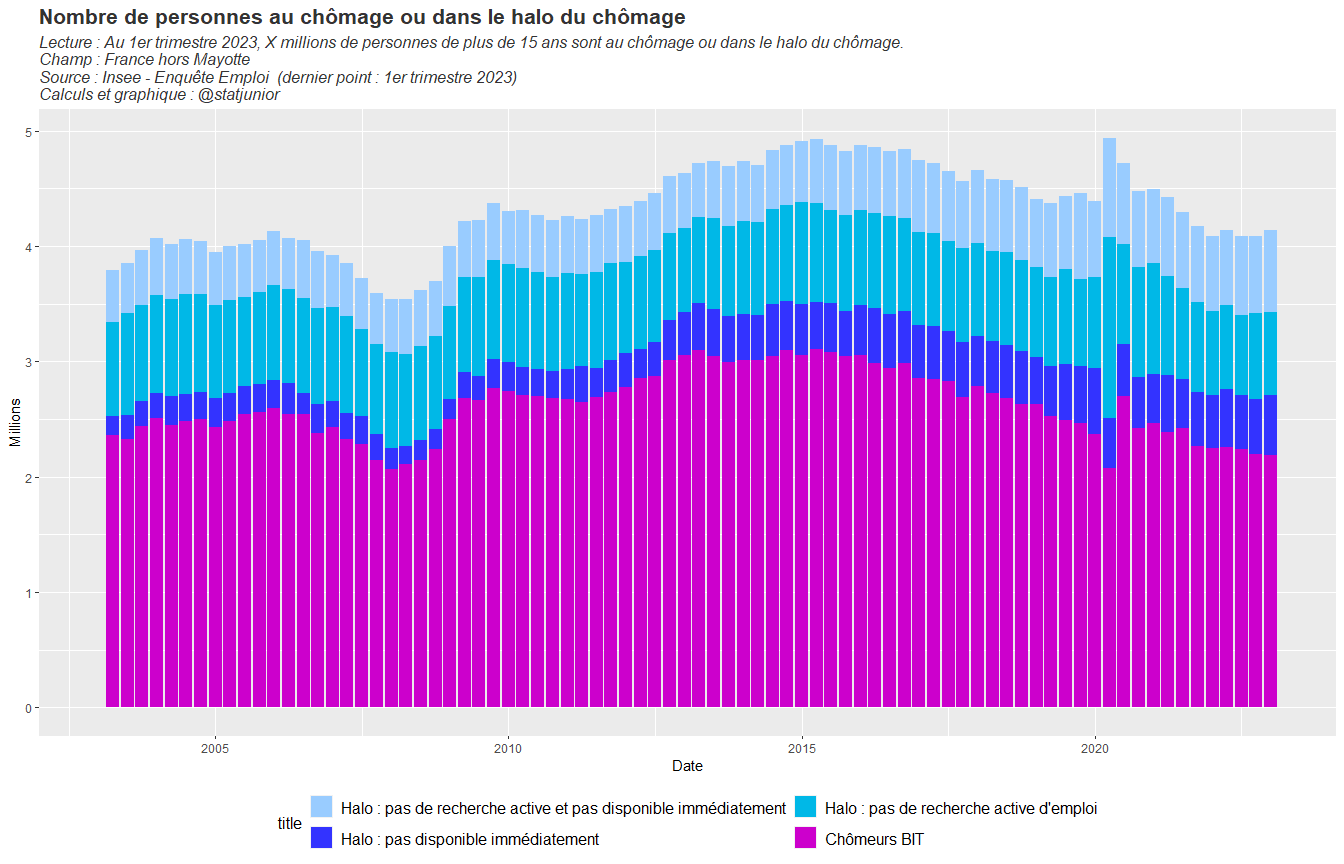 Nombre de personnes au chômage ou dans le halo du chômage
Lecture : Au 1er trimestre 2023, X millions de personnes de plus de 15 ans sont au chômage ou dans le halo du chômage.
Champ : France hors Mayotte
Source : Insee - Enquête Emploi  (dernier point : 1er trimestre 2023)
Calculs et graphique : @statjunior
5
4
3
2
1
0
Millions
2005
2010
2015
2020
Date
title
Halo : pas de recherche active et pas disponible immédiatement
Halo : pas de recherche active d'emploi
Halo : pas disponible immédiatement
Chômeurs BIT